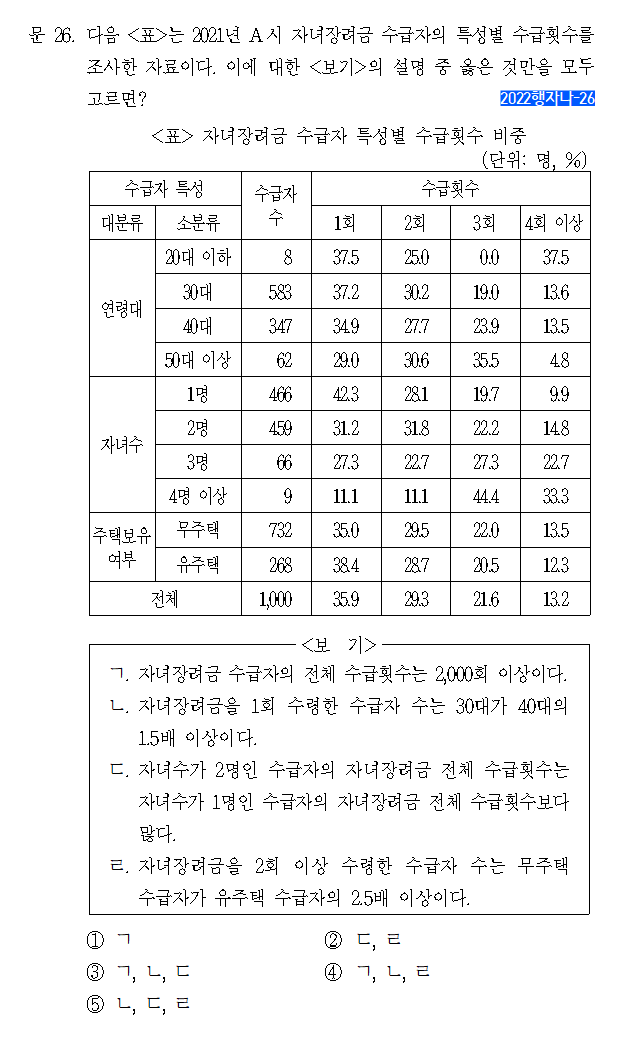 문 26. 다음 <표>는 2021년 A시 자녀장려금 수급자의 특성별 수급횟수를
조사한 자료이다. 이에 대한 <보기>의 설명 중 옳은 것만을 모두
고르면?
2022행자나-26
<표> 자녀장려금 수급자 특성별 수급횟수 비중
(단위: 명, %)
수급자 특성 수급자 수 수급횟수
대분류 소분류 1회 2회 3회 4회 이상
연령대 20대 이하 8 37.5 25.0 0.0 37.5
30대 583 37.2 30.2 19.0 13.6
40대 347 34.9 27.7 23.9 13.5
50대 이상 62 29.0 30.6 35.5 4.8
자녀수 1명 466 42.3 28.1 19.7 9.9
2명 459 31.2 31.8 22.2 14.8
3명 66 27.3 22.7 27.3 22.7
4명 이상 9 11.1 11.1 44.4 33.3
주택보유 여부 무주택 732 35.0 29.5 22.0 13.5
유주택 268 38.4 28.7 20.5 12.3
전체 1,000 35.9 29.3 21.6 13.2
<보 기>
ㄱ. 자녀장려금 수급자의 전체 수급횟수는 2,000회 이상이다.
ㄴ. 자녀장려금을 1회 수령한 수급자 수는 30대가 40대의
1.5배 이상이다.
ㄷ. 자녀수가 2명인 수급자의 자녀장려금 전체 수급횟수는
자녀수가 1명인 수급자의 자녀장려금 전체 수급횟수보다
많다.
ㄹ. 자녀장려금을 2회 이상 수령한 수급자 수는 무주택
수급자가 유주택 수급자의 2.5배 이상이다.
① ㄱ ② ㄷ, ㄹ
③ ㄱ, ㄴ, ㄷ ④ ㄱ, ㄴ, ㄹ
⑤ ㄴ, ㄷ, ㄹ